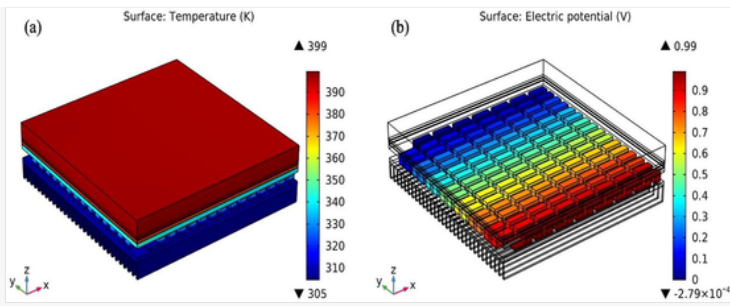 (a)
Surface: Temperature (K)
▲ 399
390
380
370
360
350
340
330
320
310
▼ 305
z
y
x
(b)
Surface: Electric potential (V)
▲ 0.99
0.9
0.8
0.7
0.6
0.5
0.4
0.3
0.2
0.1
0
▼ -2.79×10⁻⁴
z
y
x